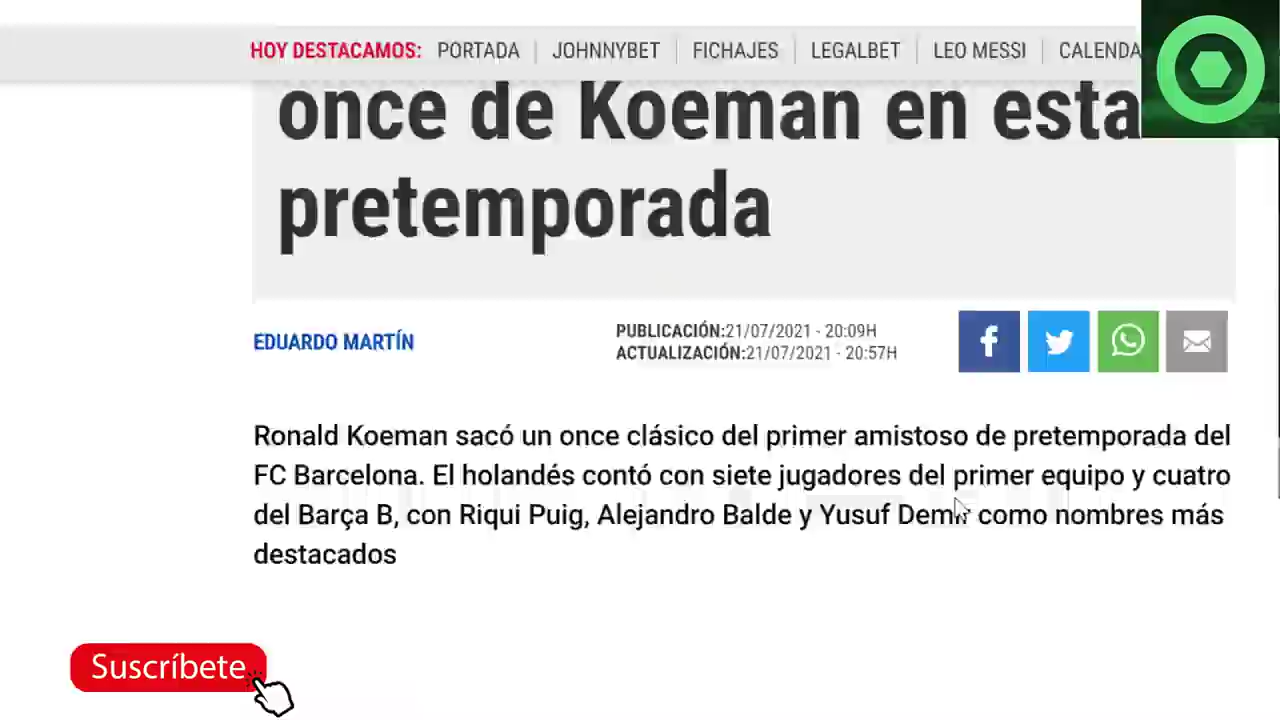 HOY DESTACAMOS: PORTADA JOHNNYBET FICHAJES LEGALBET LEO MESSI CALENDA
once de Koeman en esta
pretemporada
EDUARDO MARTÍN
PUBLICACIÓN:21/07/2021 - 20:09H
ACTUALIZACIÓN:21/07/2021 - 20:57H
Ronald Koeman sacó un once clásico del primer amistoso de pretemporada del
FC Barcelona. El holandés contó con siete jugadores del primer equipo y cuatro
del Barça B, con Riqui Puig, Alejandro Balde y Yusuf Demir como nombres más
destacados
Suscríbete